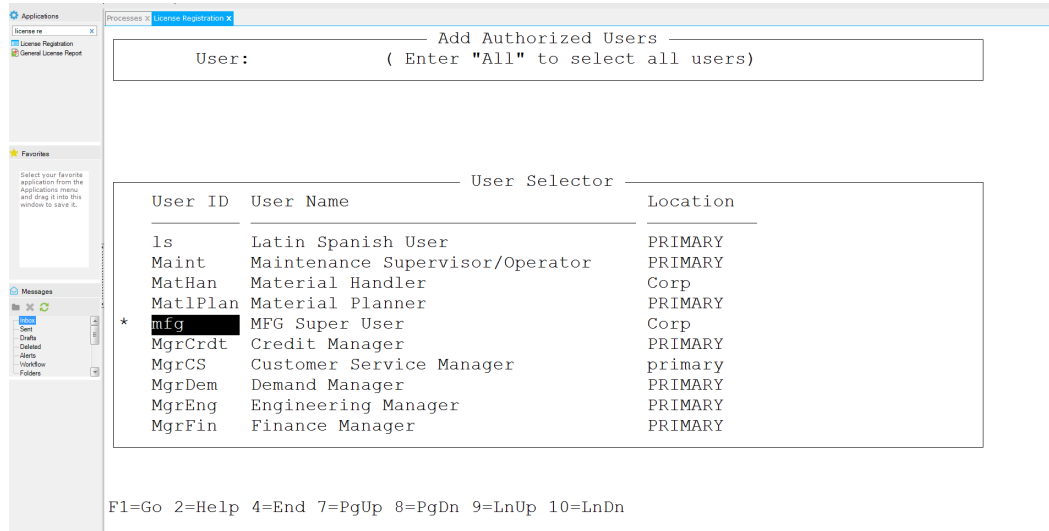 Applications
license re X
License Registration
General License Report
Favorites
Select your favorite
application from the
Applications menu
and drag it into this
window to save it.
Messages
Inbox
Sent
Drafts
Deleted
Alerts
Workflow
Folders
Processes X License Registration X
Add Authorized Users
User: ( Enter "All" to select all users)
User Selector
User ID User Name Location
ls Latin Spanish User PRIMARY
Maint Maintenance Supervisor/Operator PRIMARY
MatHan Material Handler Corp
MatlPlan Material Planner PRIMARY
* mfg MFG Super User Corp
MgrCrdt Credit Manager PRIMARY
MgrCS Customer Service Manager primary
MgrDem Demand Manager PRIMARY
MgrEng Engineering Manager PRIMARY
MgrFin Finance Manager PRIMARY
F1=Go 2=Help 4=End 7=PgUp 8=PgDn 9=LnUp 10=LnDn